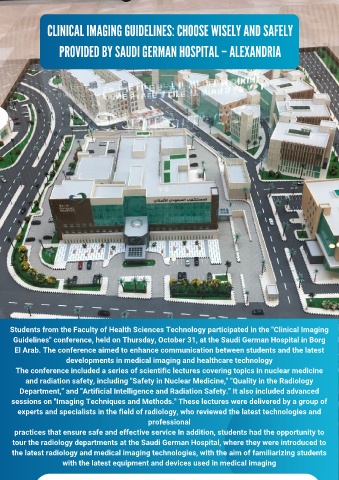 CLINICAL IMAGING GUIDELINES: CHOOSE WISELY AND SAFELY
PROVIDED BY SAUDI GERMAN HOSPITAL – ALEXANDRIA
المستشفى السعودي الألماني
Students from the Faculty of Health Sciences Technology participated in the "Clinical Imaging
Guidelines" conference, held on Thursday, October 31, at the Saudi German Hospital in Borg
El Arab. The conference aimed to enhance communication between students and the latest
developments in medical imaging and healthcare technology
The conference included a series of scientific lectures covering topics in nuclear medicine
and radiation safety, including "Safety in Nuclear Medicine," "Quality in the Radiology
Department," and "Artificial Intelligence and Radiation Safety." It also included advanced
sessions on "Imaging Techniques and Methods." These lectures were delivered by a group of
experts and specialists in the field of radiology, who reviewed the latest technologies and
professional
practices that ensure safe and effective service In addition, students had the opportunity to
tour the radiology departments at the Saudi German Hospital, where they were introduced to
the latest radiology and medical imaging technologies, with the aim of familiarizing students
with the latest equipment and devices used in medical imaging